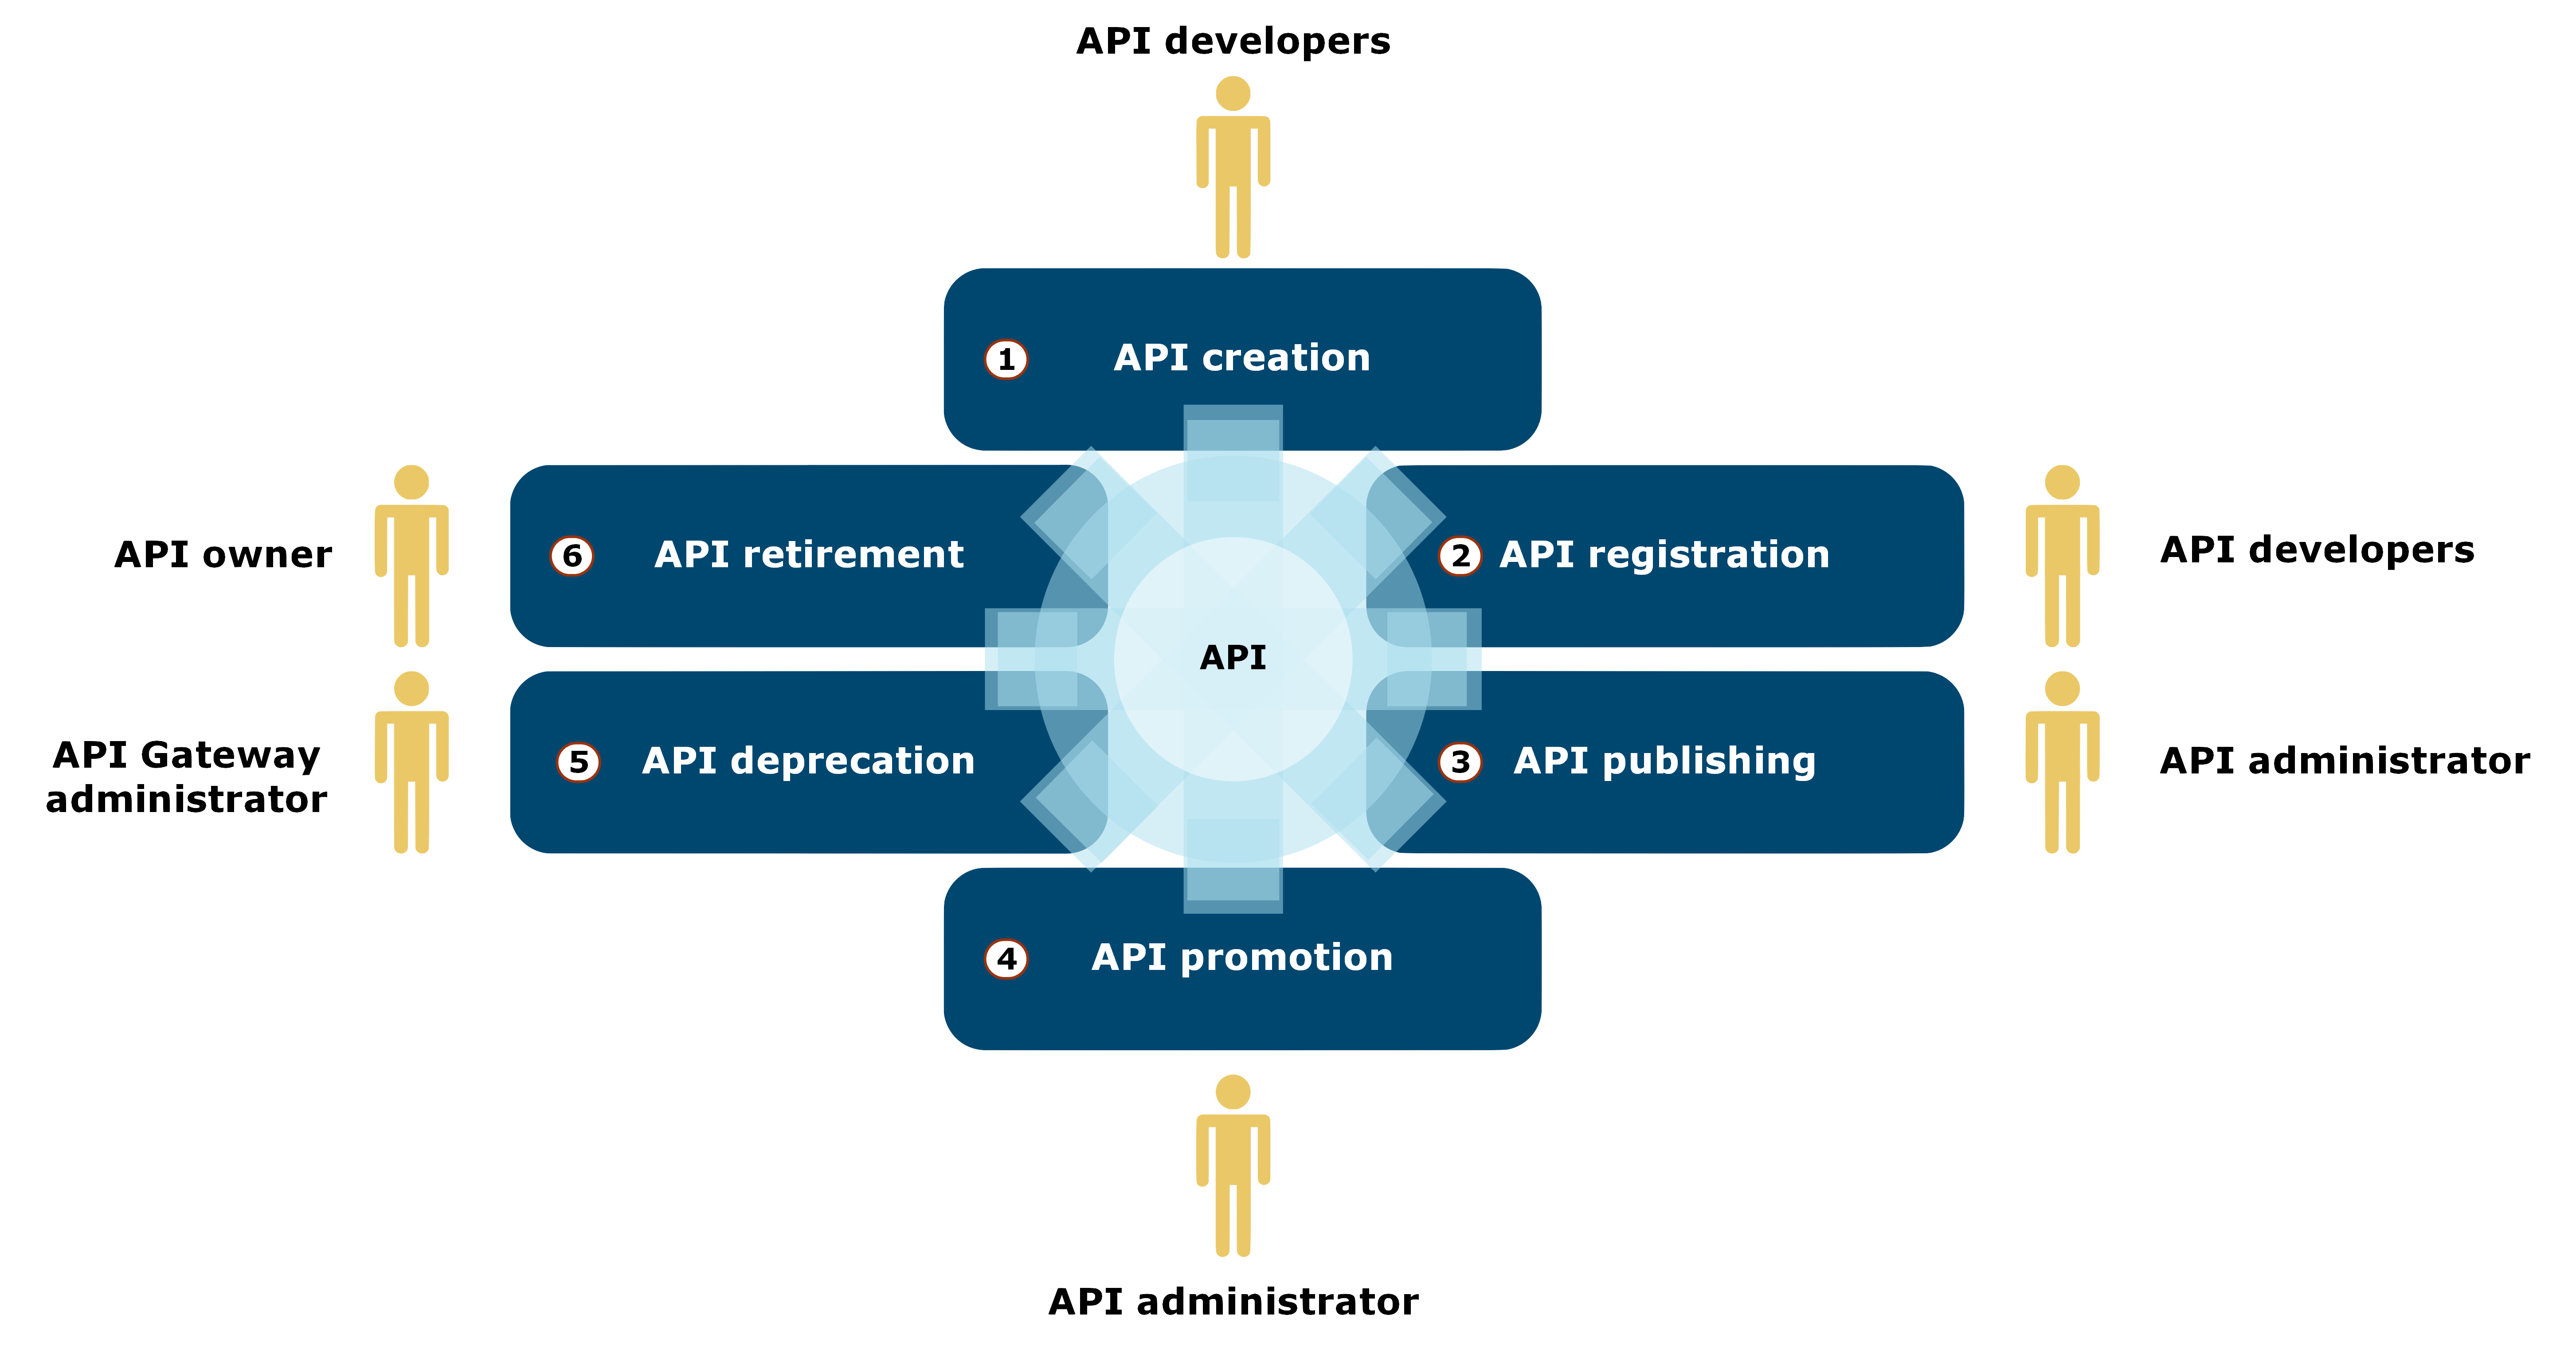 API developers
1 API creation
API owner
6 API retirement
2 API registration
API developers
API
API Gateway
administrator
5 API deprecation
3 API publishing
API administrator
4 API promotion
API administrator